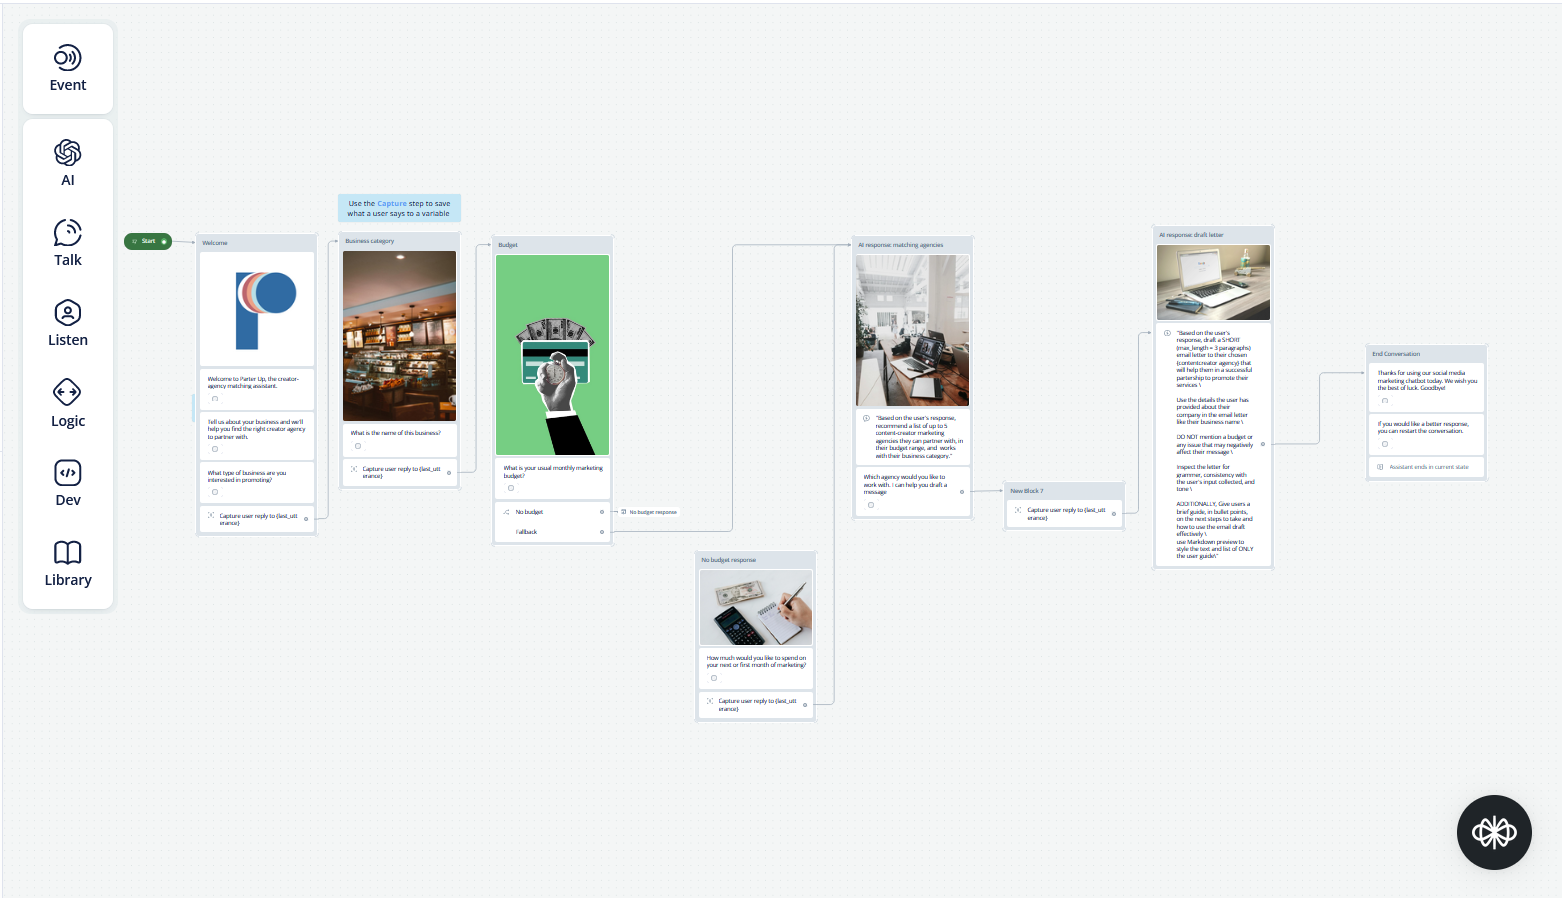 Event
AI
Talk
Listen
Logic
Dev
Library
Start
Welcome
Welcome to Parter Up, the creator-
agency matching assistant.
Tell us about your business and we'll
help you find the right creator agency
to partner with.
What type of business are you
interested in promoting?
Capture user reply to {last_utt
erance}
Use the Capture step to save
what a user says to a variable
Business category
What is the name of this business?
Capture user reply to {last_utt
erance}
Budget
What is your usual monthly marketing
budget?
No budget
No budget response
Fallback
No budget response
How much would you like to spend on
your next or first month of marketing?
Capture user reply to {last_utt
erance}
AI response: matching agencies
"Based on the user's response,
recommend a list of up to 5
content-creator marketing
agencies they can partner with, in
their budget range, and works
with their business category."
Which agency would you like to
work with. I can help you draft a
message
New Block 7
Capture user reply to {last_utt
erance}
AI response: draft letter
"Based on the user's
response, draft a SHORT
(max_length = 3 paragraphs)
email letter to their chosen
(contentcreator agency) that
will help them in a successful
partership to promote their
services \
Use the details the user has
provided about their
company in the email letter
like their business name \
DO NOT mention a budget or
any issue that may negatively
affect their message \
Inspect the letter for
grammer, consistency with
the user's input collected, and
tone \
ADDITIONALLY, Give users a
brief guide, in bullet points,
on the next steps to take and
how to use the email draft
effectively \
use Markdown preview to
style the text and list of ONLY
the user guide\"
End Conversation
Thanks for using our social media
marketing chatbot today. We wish you
the best of luck. Goodbye!
If you would like a better response,
you can restart the conversation.
Assistant ends in current state